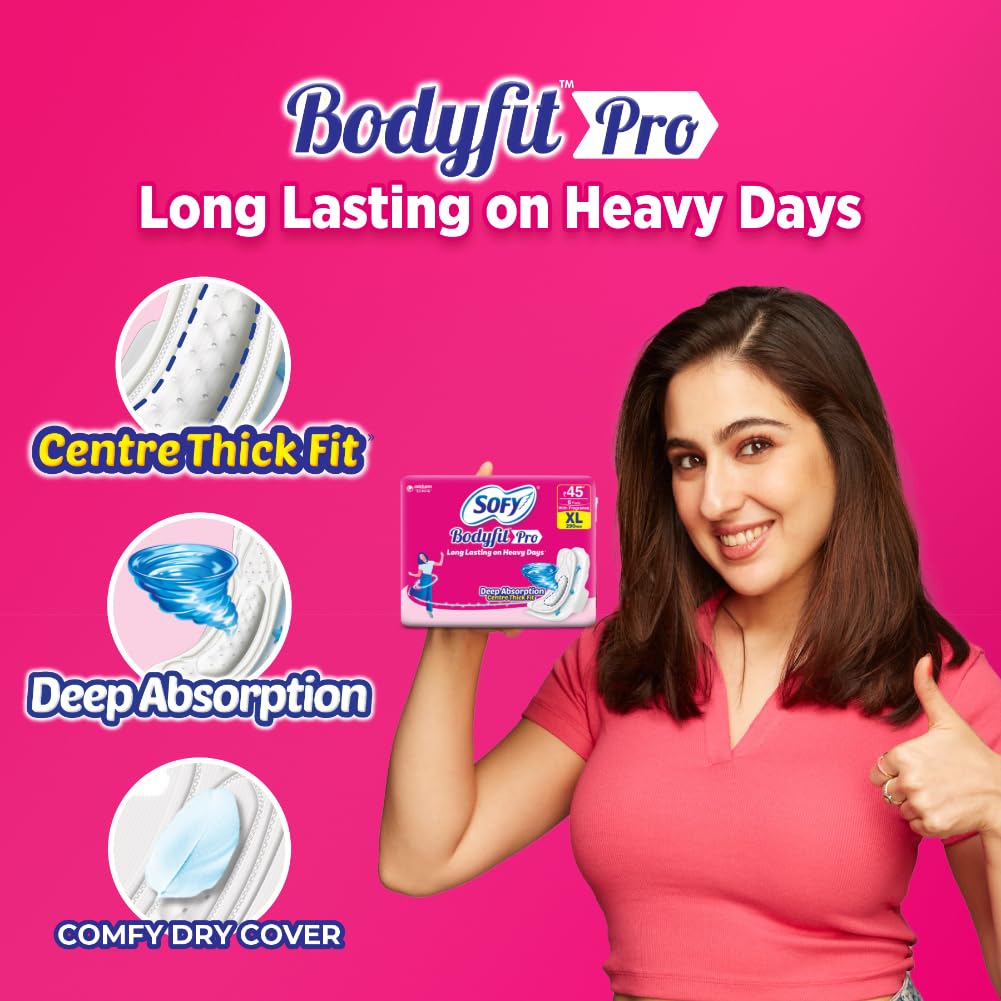 Bodyfit™ Pro
Long Lasting on Heavy Days
Centre Thick Fit»
Deep Absorption
COMFY DRY COVER
SOFY®
₹45
XL
290mm
Bodyfit Pro
Long Lasting on Heavy Days
Deep Absorption
Centre Thick Fit